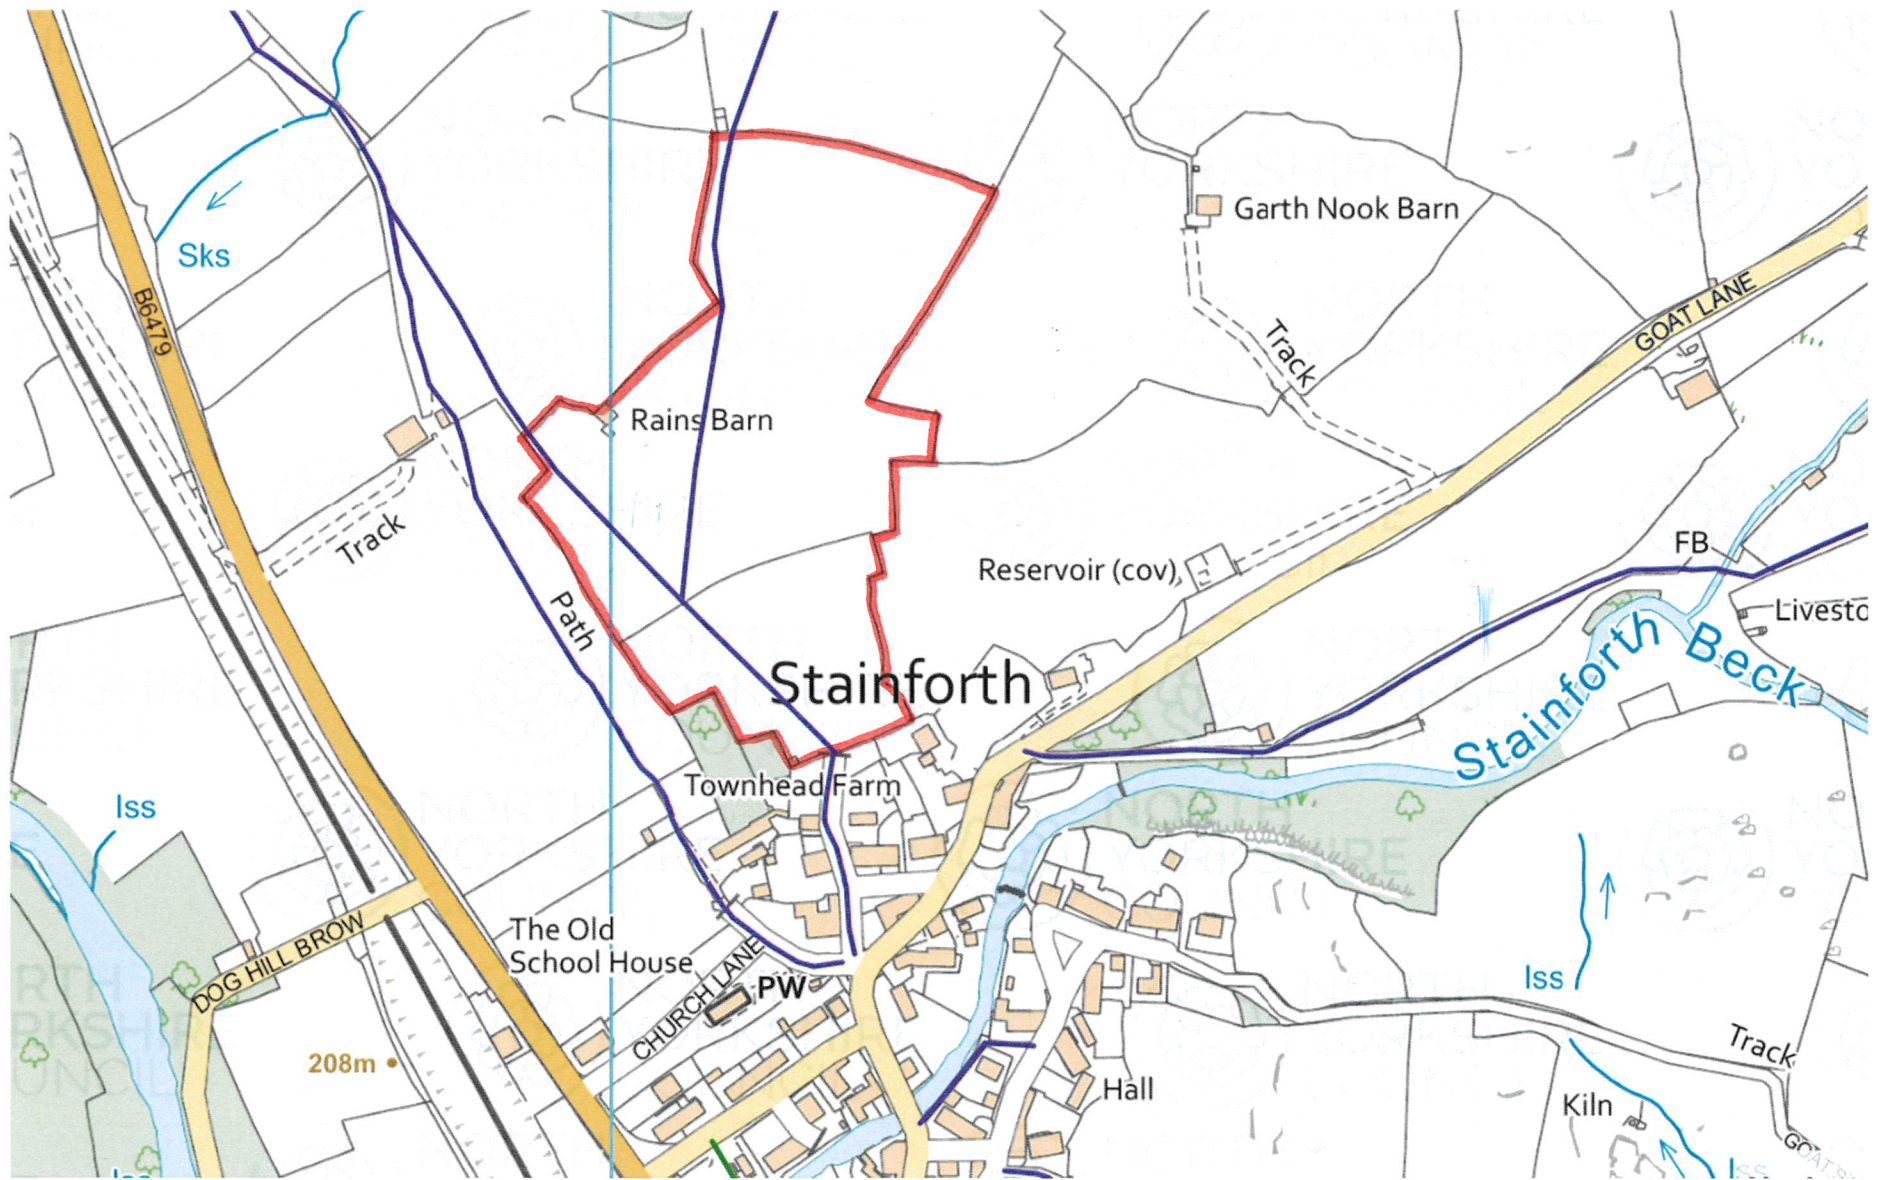 Garth Nook Barn
Sks
B6479
GOAT LANE
Track
Rains Barn
Track
FB
Reservoir (cov)
Path
Livesto
Stainforth
Stainforth Beck
Townhead Farm
Iss
The Old
School House
DOG HILL BROW
CHURCH LANE
PW
Iss
208m
Track
Hall
Kiln
Iss